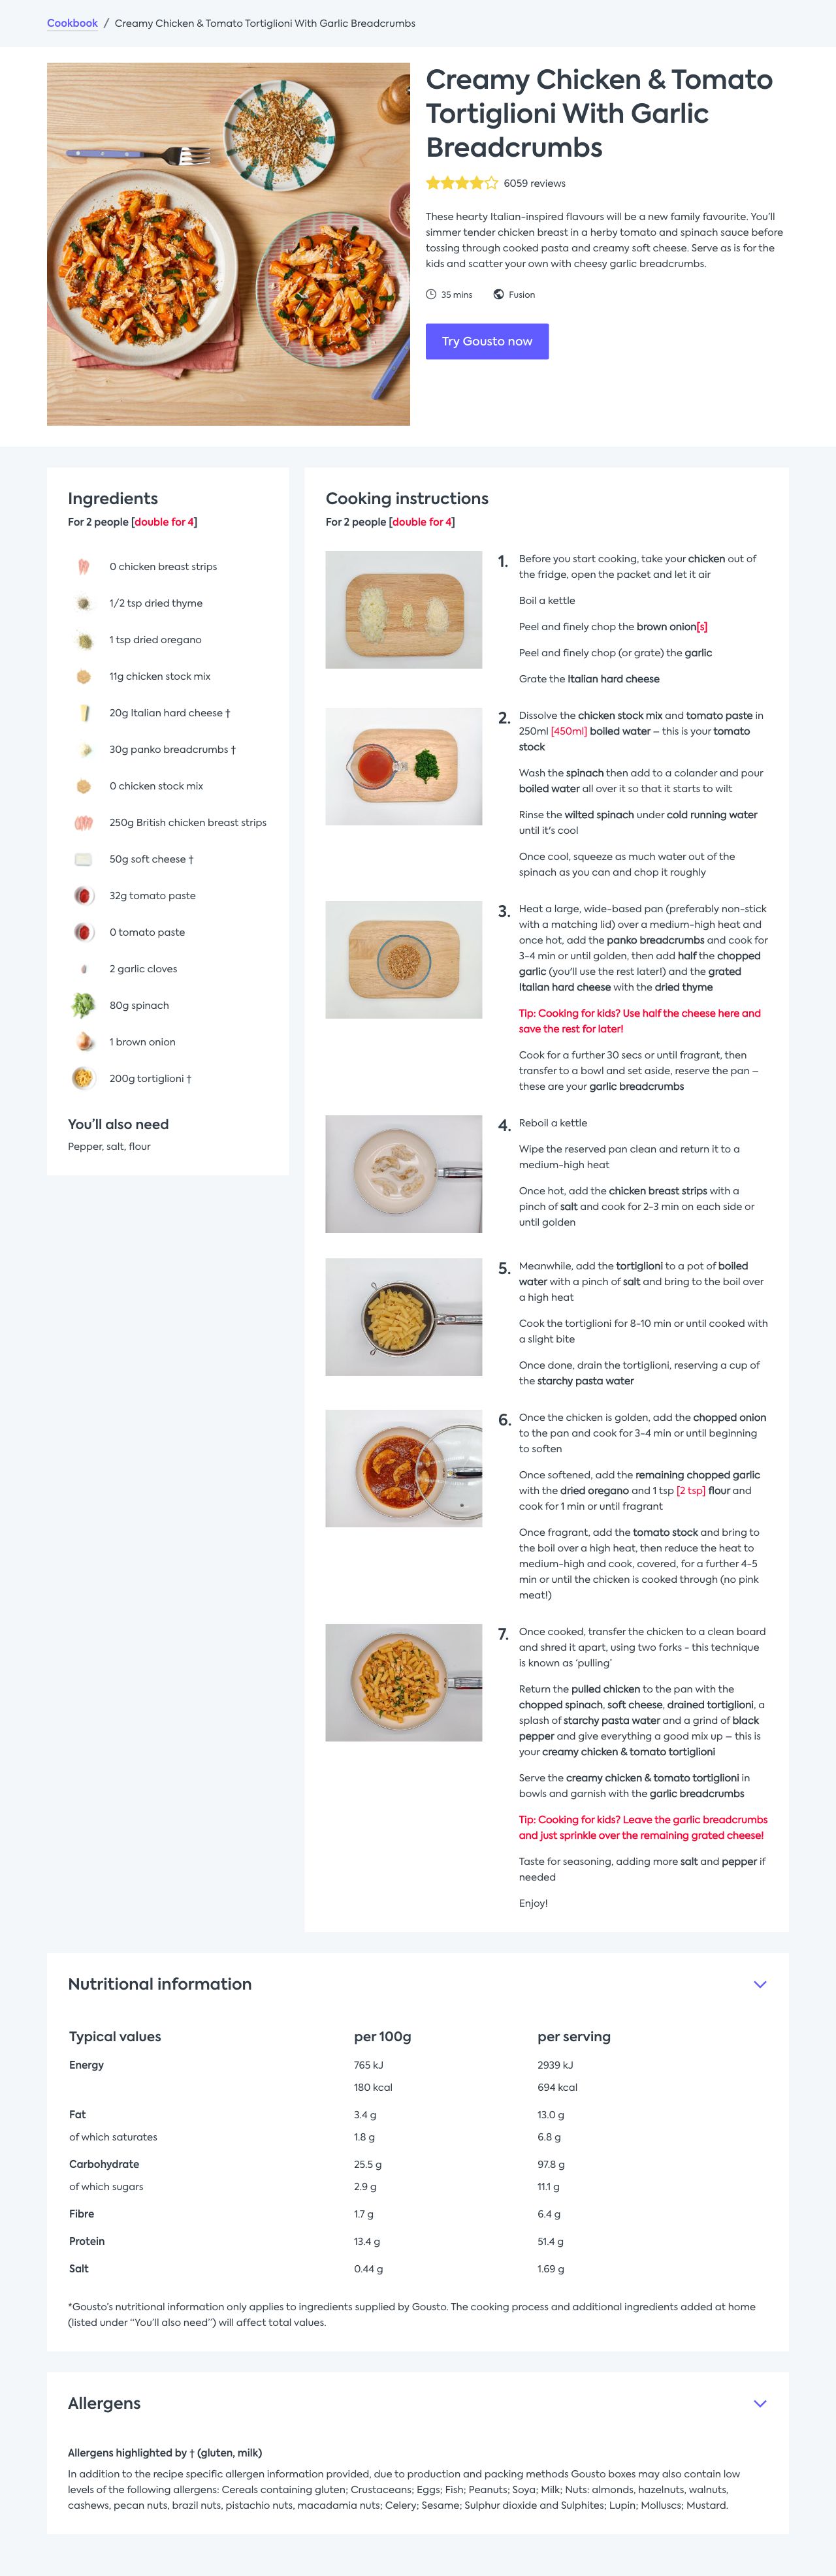 Cookbook / Creamy Chicken & Tomato Tortiglioni With Garlic Breadcrumbs
Creamy Chicken & Tomato
Tortiglioni With Garlic
Breadcrumbs
6059 reviews
These hearty Italian-inspired flavours will be a new family favourite. You'll
simmer tender chicken breast in a herby tomato and spinach sauce before
tossing through cooked pasta and creamy soft cheese. Serve as is for the
kids and scatter your own with cheesy garlic breadcrumbs.
35 mins Fusion
Try Gousto now
Ingredients
For 2 people [double for 4]
0 chicken breast strips
1/2 tsp dried thyme
1 tsp dried oregano
11g chicken stock mix
20g Italian hard cheese †
30g panko breadcrumbs †
0 chicken stock mix
250g British chicken breast strips
50g soft cheese †
32g tomato paste
0 tomato paste
2 garlic cloves
80g spinach
1 brown onion
200g tortiglioni †
You'll also need
Pepper, salt, flour
Cooking instructions
For 2 people [double for 4]
1. Before you start cooking, take your chicken out of
the fridge, open the packet and let it air
Boil a kettle
Peel and finely chop the brown onion[s]
Peel and finely chop (or grate) the garlic
Grate the Italian hard cheese
2. Dissolve the chicken stock mix and tomato paste in
250ml [450ml] boiled water – this is your tomato
stock
Wash the spinach then add to a colander and pour
boiled water all over it so that it starts to wilt
Rinse the wilted spinach under cold running water
until it's cool
Once cool, squeeze as much water out of the
spinach as you can and chop it roughly
3. Heat a large, wide-based pan (preferably non-stick
with a matching lid) over a medium-high heat and
once hot, add the panko breadcrumbs and cook for
3-4 min or until golden, then add half the chopped
garlic (you'll use the rest later!) and the grated
Italian hard cheese with the dried thyme
Tip: Cooking for kids? Use half the cheese here and
save the rest for later!
Cook for a further 30 secs or until fragrant, then
transfer to a bowl and set aside, reserve the pan –
these are your garlic breadcrumbs
4. Reboil a kettle
Wipe the reserved pan clean and return it to a
medium-high heat
Once hot, add the chicken breast strips with a
pinch of salt and cook for 2-3 min on each side or
until golden
5. Meanwhile, add the tortiglioni to a pot of boiled
water with a pinch of salt and bring to the boil over
a high heat
Cook the tortiglioni for 8-10 min or until cooked with
a slight bite
Once done, drain the tortiglioni, reserving a cup of
the starchy pasta water
6. Once the chicken is golden, add the chopped onion
to the pan and cook for 3-4 min or until beginning
to soften
Once softened, add the remaining chopped garlic
with the dried oregano and 1 tsp [2 tsp] flour and
cook for 1 min or until fragrant
Once fragrant, add the tomato stock and bring to
the boil over a high heat, then reduce the heat to
medium-high and cook, covered, for a further 4-5
min or until the chicken is cooked through (no pink
meat!)
7. Once cooked, transfer the chicken to a clean board
and shred it apart, using two forks - this technique
is known as 'pulling'
Return the pulled chicken to the pan with the
chopped spinach, soft cheese, drained tortiglioni, a
splash of starchy pasta water and a grind of black
pepper and give everything a good mix up – this is
your creamy chicken & tomato tortiglioni
Serve the creamy chicken & tomato tortiglioni in
bowls and garnish with the garlic breadcrumbs
Tip: Cooking for kids? Leave the garlic breadcrumbs
and just sprinkle over the remaining grated cheese!
Taste for seasoning, adding more salt and pepper if
needed
Enjoy!
Nutritional information
Typical values per 100g per serving
Energy 765 kJ 2939 kJ
180 kcal 694 kcal
Fat 3.4 g 13.0 g
of which saturates 1.8 g 6.8 g
Carbohydrate 25.5 g 97.8 g
of which sugars 2.9 g 11.1 g
Fibre 1.7 g 6.4 g
Protein 13.4 g 51.4 g
Salt 0.44 g 1.69 g
*Gousto's nutritional information only applies to ingredients supplied by Gousto. The cooking process and additional ingredients added at home
(listed under "You'll also need") will affect total values.
Allergens
Allergens highlighted by † (gluten, milk)
In addition to the recipe specific allergen information provided, due to production and packing methods Gousto boxes may also contain low
levels of the following allergens: Cereals containing gluten; Crustaceans; Eggs; Fish; Peanuts; Soya; Milk; Nuts: almonds, hazelnuts, walnuts,
cashews, pecan nuts, brazil nuts, pistachio nuts, macadamia nuts; Celery; Sesame; Sulphur dioxide and Sulphites; Lupin; Molluscs; Mustard.